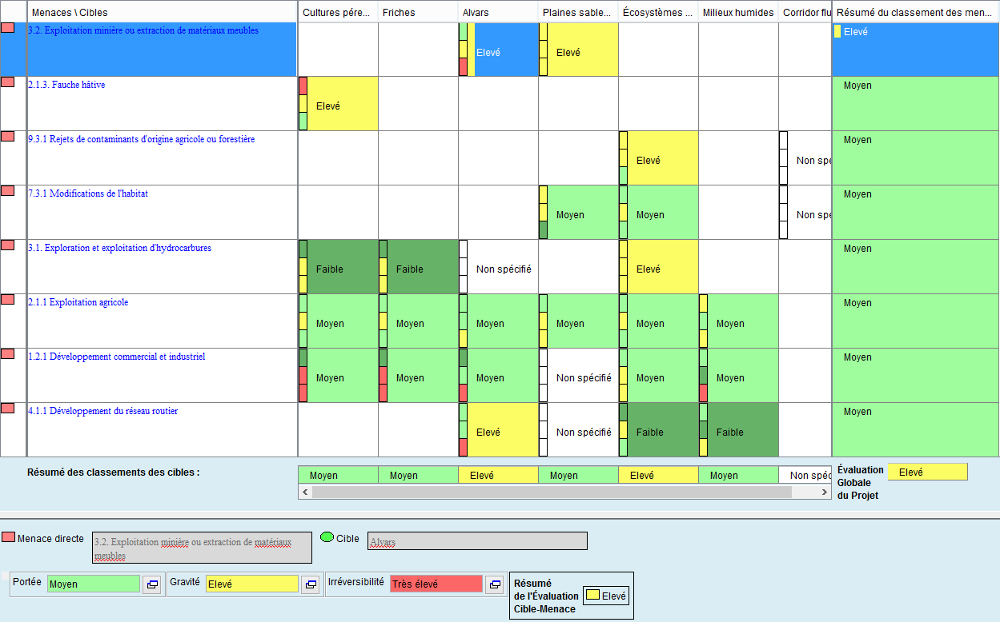 Menaces \ Cibles Cultures pére... Friches Alvars Plaines sable... Écosystèmes ... Milieux humides Corridor flu Résumé du classement des men...
3.2. Exploitation minière ou extraction de matériaux meubles Elevé Elevé Elevé
2.1.3. Fauche hâtive Elevé Moyen
9.3.1 Rejets de contaminants d'origine agricole ou forestière Elevé Non spé Moyen
7.3.1 Modifications de l'habitat Moyen Moyen Non spé Moyen
3.1. Exploration et exploitation d'hydrocarbures Faible Faible Non spécifié Elevé Moyen
2.1.1 Exploitation agricole Moyen Moyen Moyen Moyen Moyen Moyen Moyen
1.2.1 Développement commercial et industriel Moyen Moyen Moyen Non spécifié Moyen Moyen Moyen
4.1.1 Développement du réseau routier Elevé Non spécifié Faible Faible Moyen
Résumé des classements des cibles : Moyen Moyen Elevé Moyen Elevé Moyen Non spéc
Évaluation Elevé
Globale
du Projet
Menace directe 3.2. Exploitation minière ou extraction de matériaux Cible Alvars
meubles
Portée Moyen Gravité Elevé Irréversibilité Très élevé
Résumé
de l'Évaluation Elevé
Cible-Menace